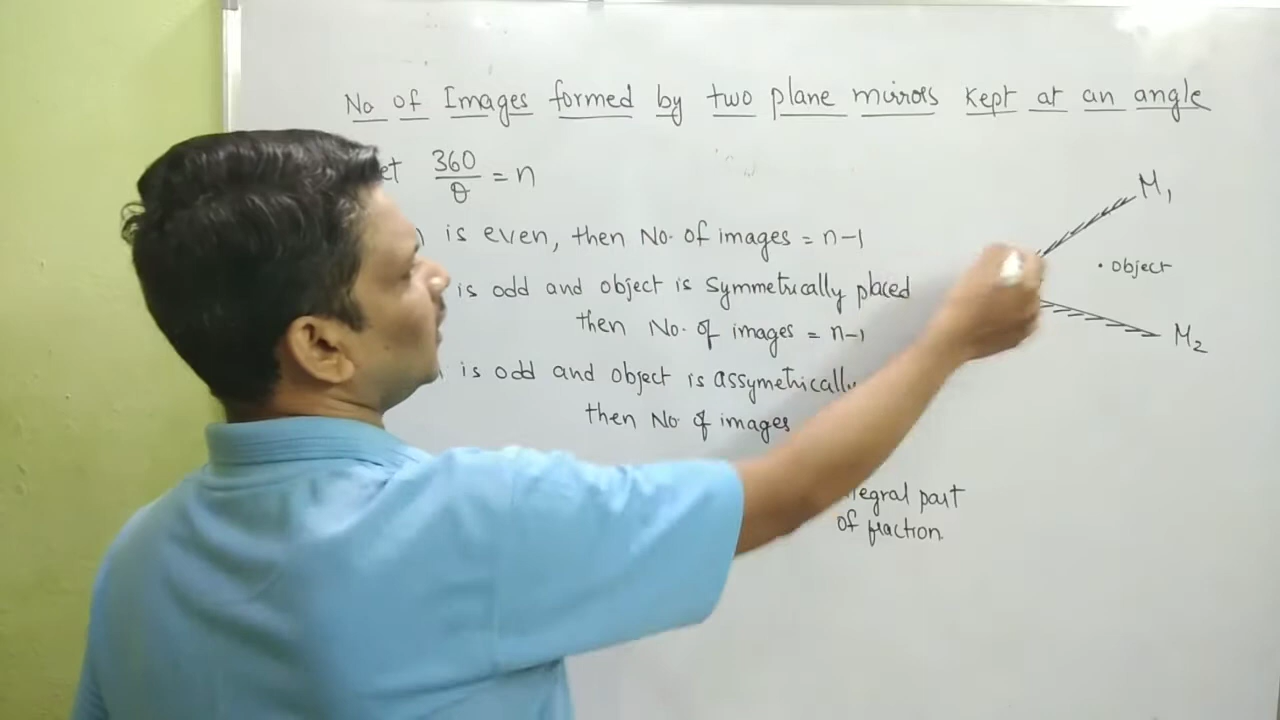 No of Images formed by two plane mirrors kept at an angle
360/θ = n
is even, then No. of images = n-1
is odd and object is symmetrically placed
then No. of images = n-1
is odd and object is assymetrically
then No of images
part
of fraction
M1
object
M2